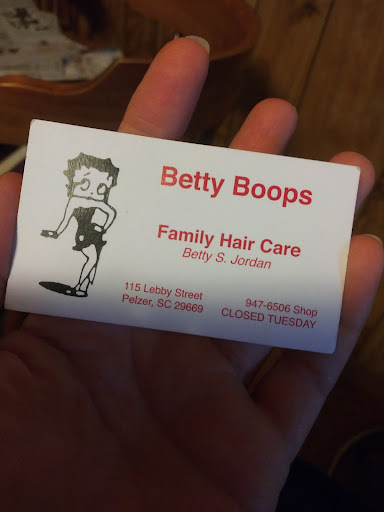 Betty Boops
Family Hair Care
Betty S. Jordan
115 Lebby Street
Pelzer, SC 29669
947-6506 Shop
CLOSED TUESDAY